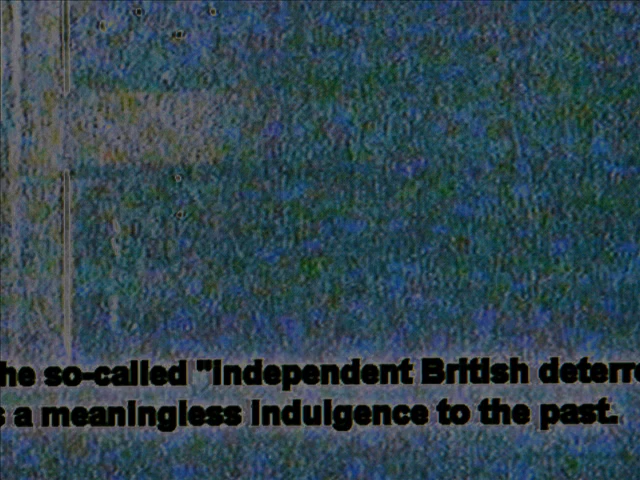 he so-called "independent British deterre
s a meaningless indulgence to the past.